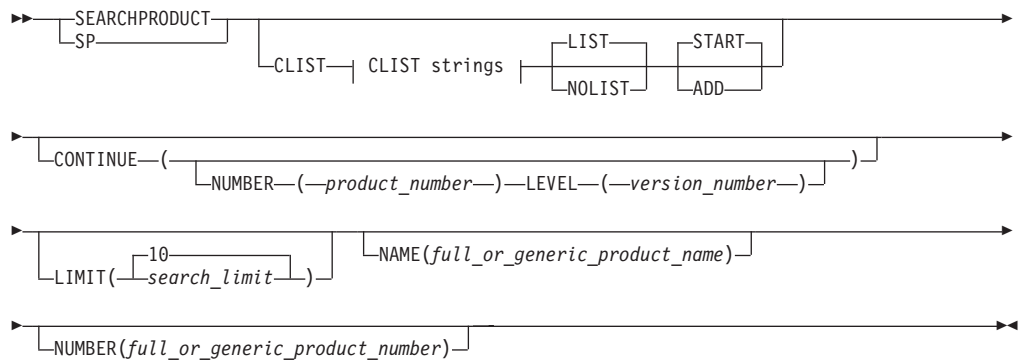 SEARCHPRODUCT
SP
CLIST CLIST strings LIST START
NOLIST ADD
CONTINUE ( )
NUMBER ( product_number ) LEVEL ( version_number )
LIMIT( 10 )
search_limit
NAME(full_or_generic_product_name)
NUMBER(full_or_generic_product_number)